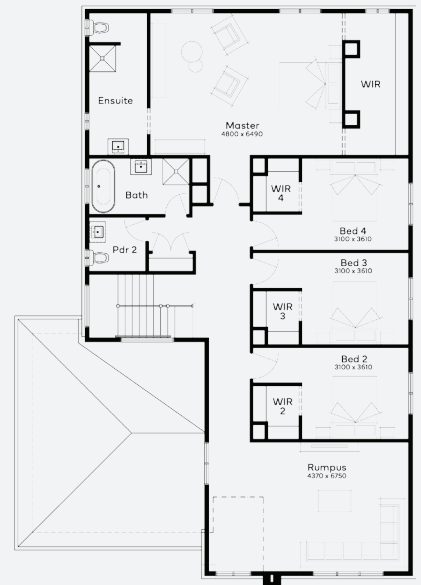 Ensuite
Master
4800 x 6490
WIR
Bath
WIR
4
Bed 4
3100 x 3610
Pdr 2
Bed 3
3100 x 3610
WIR
3
Bed 2
3100 x 3610
WIR
2
Rumpus
4370 x 6750